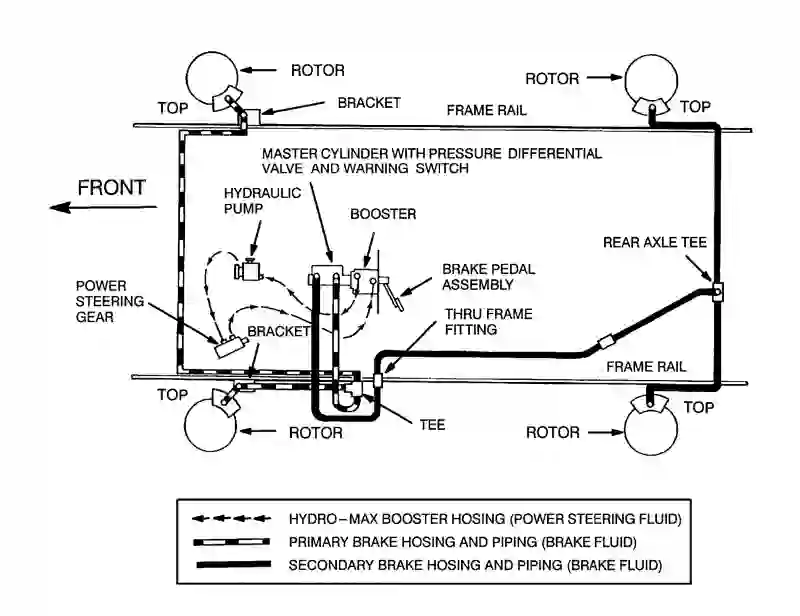 ROTOR
ROTOR
TOP
BRACKET
FRAME RAIL
TOP
MASTER CYLINDER WITH PRESSURE DIFFERENTIAL
VALVE AND WARNING SWITCH
FRONT
HYDRAULIC
PUMP
BOOSTER
REAR AXLE TEE
BRAKE PEDAL
ASSEMBLY
POWER
STEERING
GEAR
THRU FRAME
FITTING
BRACKET
FRAME RAIL
TOP
TOP
TEE
ROTOR
ROTOR
HYDRO-MAX BOOSTER HOSING (POWER STEERING FLUID)
PRIMARY BRAKE HOSING AND PIPING (BRAKE FLUID)
SECONDARY BRAKE HOSING AND PIPING (BRAKE FLUID)